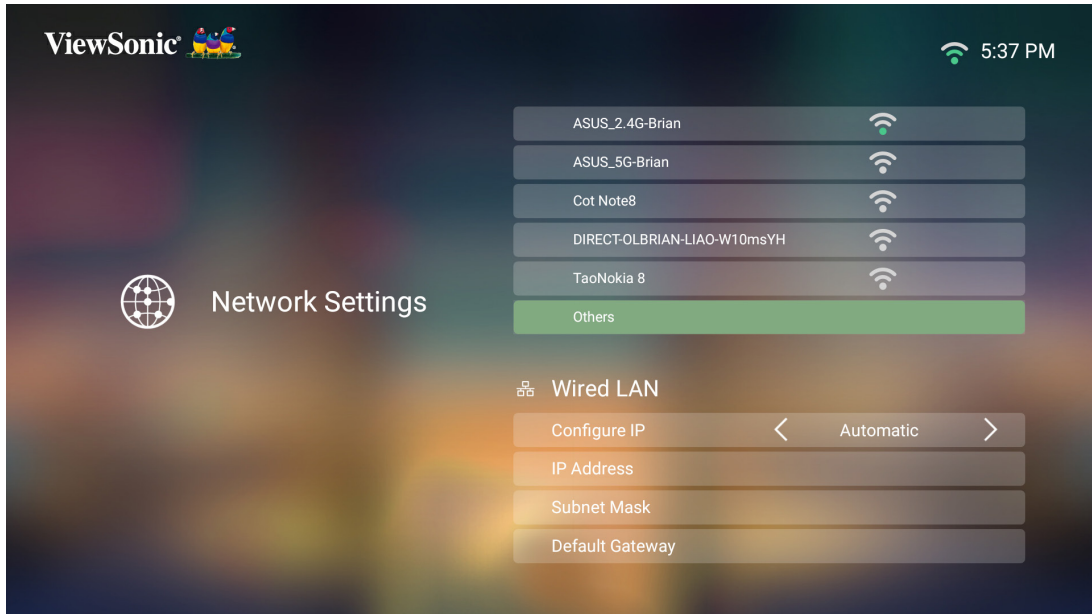 ViewSonic®
5:37 PM
ASUS_2.4G-Brian
ASUS_5G-Brian
Cot Note8
DIRECT-OLBRIAN-LIAO-W10msYH
TaoNokia 8
Others
Network Settings
Wired LAN
Configure IP Automatic
IP Address
Subnet Mask
Default Gateway